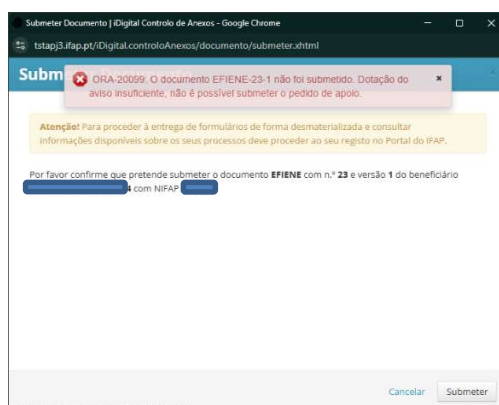 Submeter Documento | iDigital Controlo de Anexos - Google Chrome
tstapj3.ifap.pt/iDigital.controloAnexos/documento/submeter.xhtml
Subm
ORA-20099: O documento EFIENE-23-1 não foi submetido. Dotação do
aviso insuficiente, não é possível submeter o pedido de apoio.
Atenção! Para proceder à entrega de formulários de forma desmaterializada e consultar
informações disponíveis sobre os seus processos deve proceder ao seu registo no Portal do IFAP.
Por favor confirme que pretende submeter o documento EFIENE com n.º 23 e versão 1 do beneficiário
4 com NIFAP
Cancelar Submeter